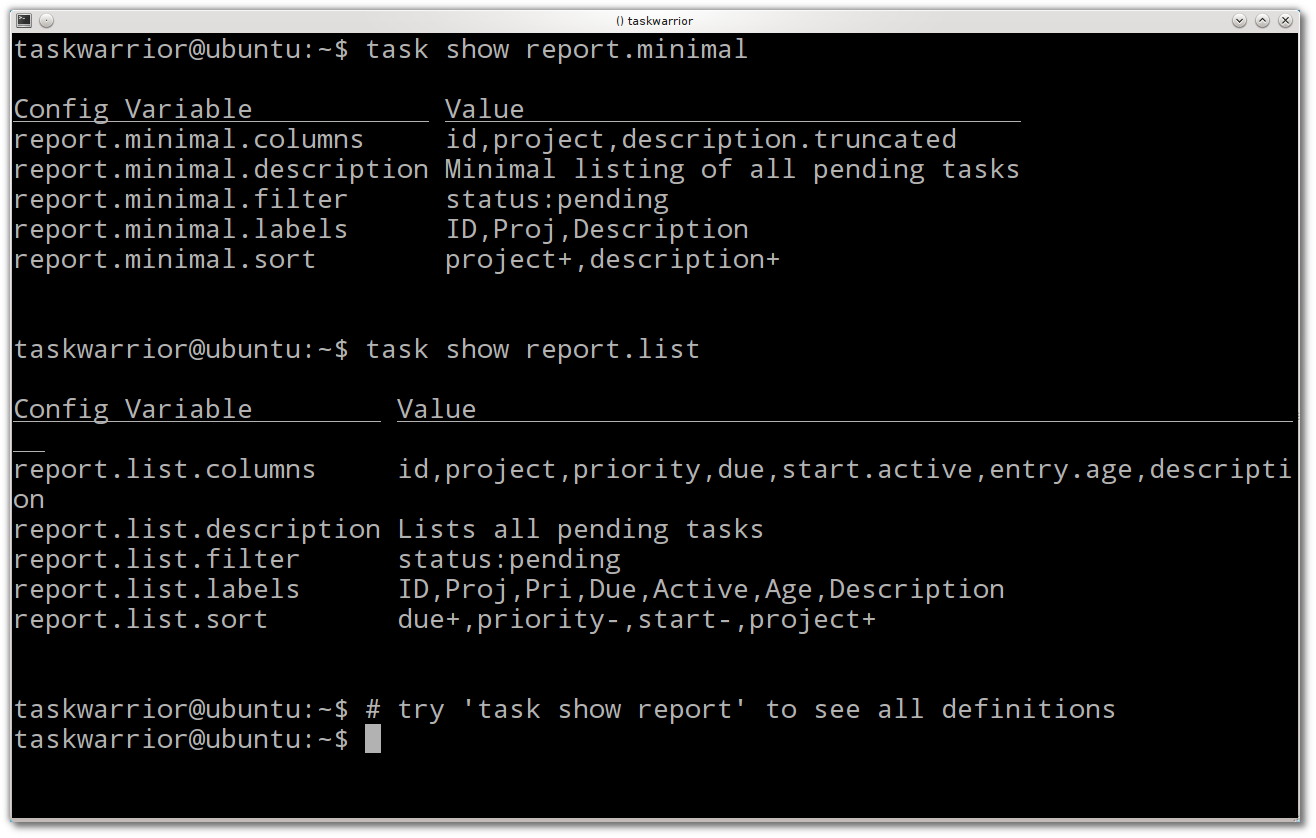 () taskwarrior
taskwarrior@ubuntu:~$ task show report.minimal
Config Variable Value
report.minimal.columns id,project,description.truncated
report.minimal.description Minimal listing of all pending tasks
report.minimal.filter status:pending
report.minimal.labels ID,Proj,Description
report.minimal.sort project+,description+
taskwarrior@ubuntu:~$ task show report.list
Config Variable Value
report.list.columns id,project,priority,due,start.active,entry.age,descripti
on
report.list.description Lists all pending tasks
report.list.filter status:pending
report.list.labels ID,Proj,Pri,Due,Active,Age,Description
report.list.sort due+,priority-,start-,project+
taskwarrior@ubuntu:~$ # try 'task show report' to see all definitions
taskwarrior@ubuntu:~$